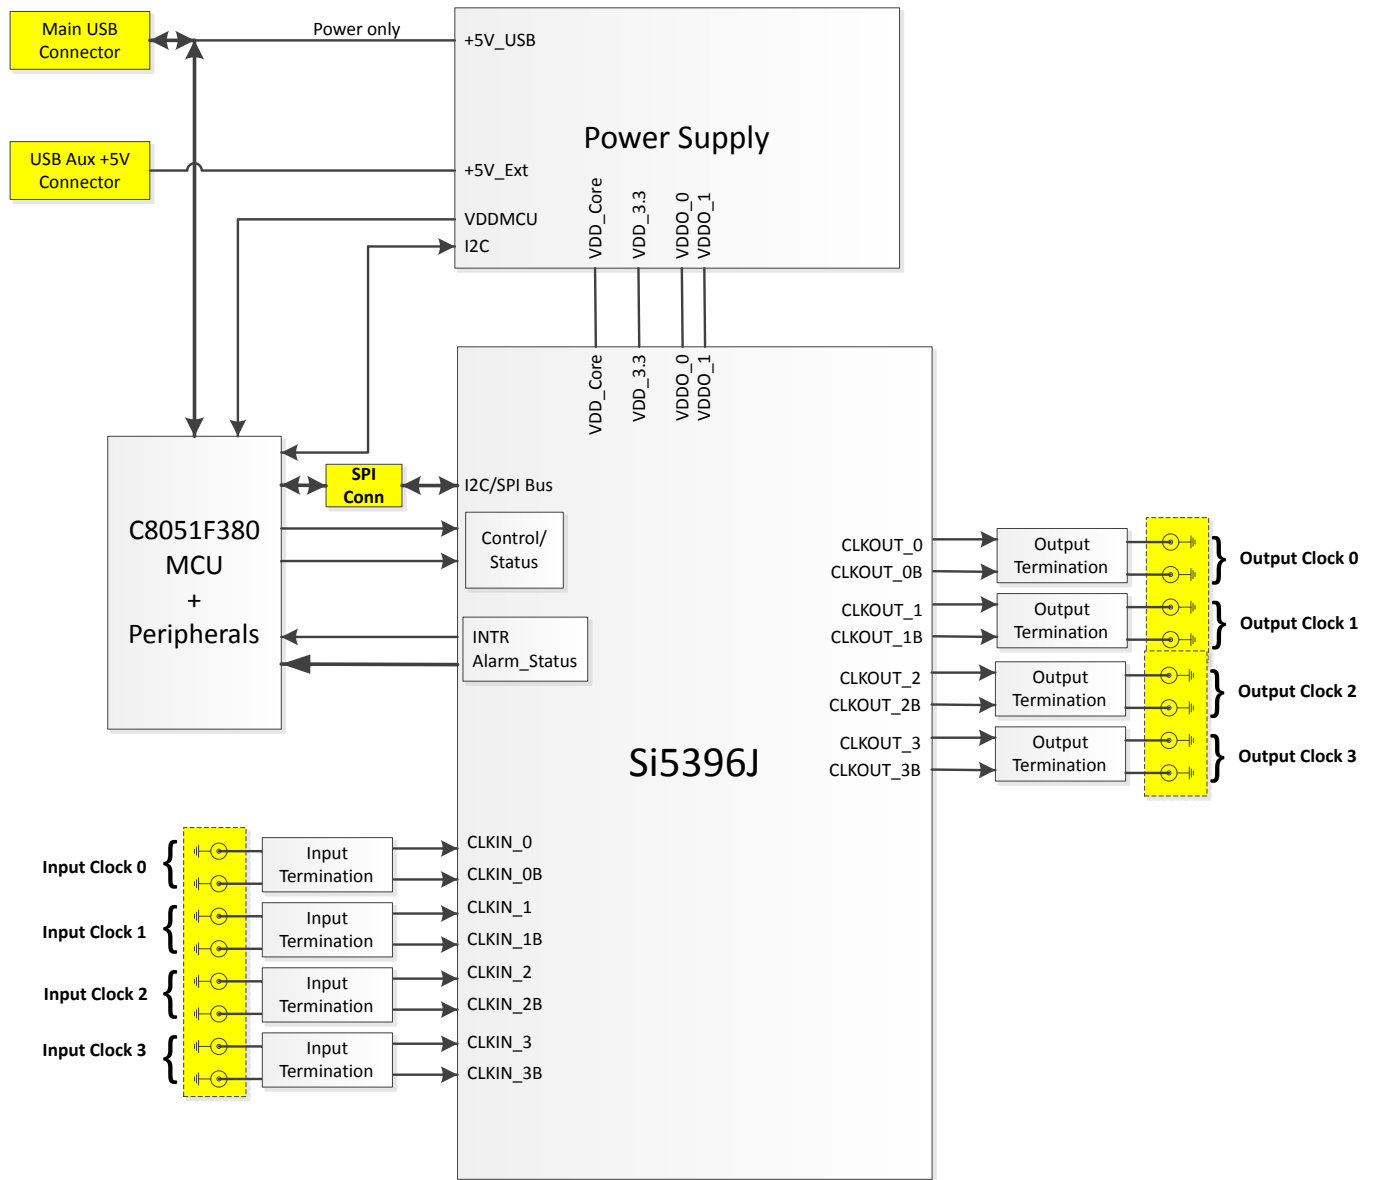 Main USB
Connector
Power only
+5V_USB
Power Supply
USB Aux +5V
Connector
+5V_Ext
VDDMCU
I2C
VDD_Core
VDD_3.3
VDDO_0
VDDO_1
VDD_Core
VDD_3.3
VDDO_0
VDDO_1
C8051F380
MCU
+
Peripherals
SPI
Conn
I2C/SPI Bus
Control/
Status
INTR
Alarm_Status
Si5396J
CLKOUT_0
CLKOUT_0B
CLKOUT_1
CLKOUT_1B
CLKOUT_2
CLKOUT_2B
CLKOUT_3
CLKOUT_3B
Output
Termination
Output
Termination
Output
Termination
Output
Termination
Output Clock 0
Output Clock 1
Output Clock 2
Output Clock 3
Input Clock 0
Input Clock 1
Input Clock 2
Input Clock 3
Input
Termination
Input
Termination
Input
Termination
Input
Termination
CLKIN_0
CLKIN_0B
CLKIN_1
CLKIN_1B
CLKIN_2
CLKIN_2B
CLKIN_3
CLKIN_3B